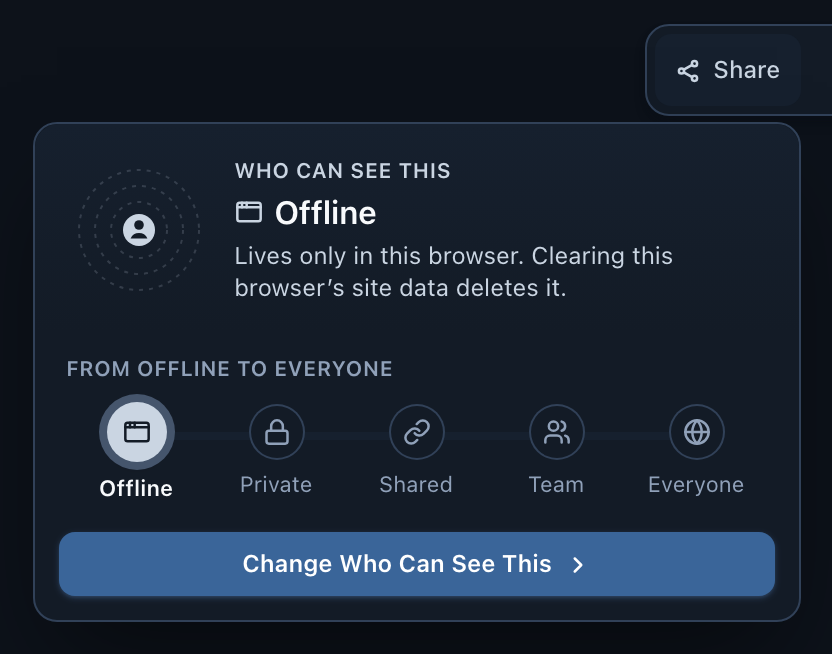 Share
WHO CAN SEE THIS
Offline
Lives only in this browser. Clearing this
browser’s site data deletes it.
FROM OFFLINE TO EVERYONE
Offline
Private
Shared
Team
Everyone
Change Who Can See This